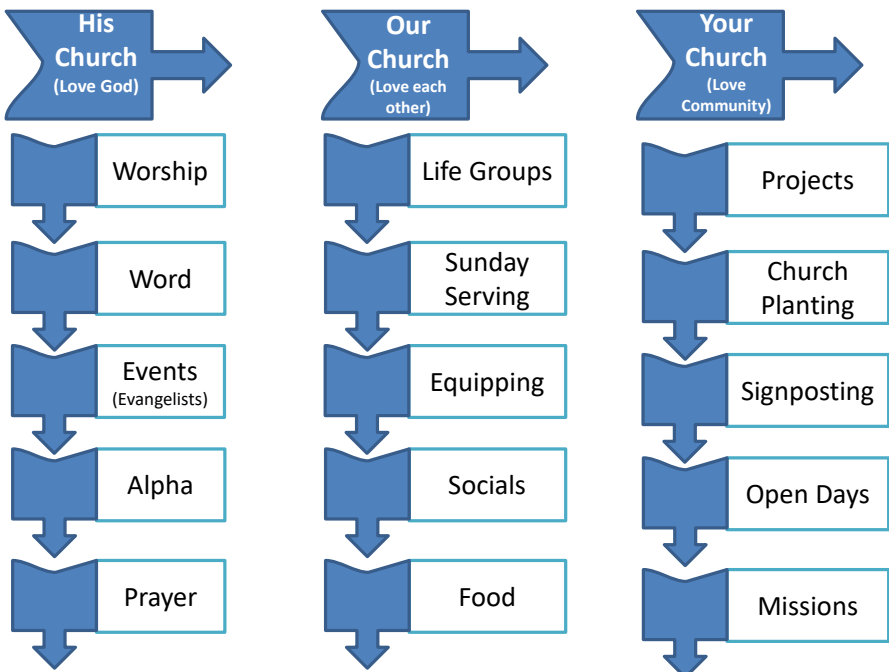 His
Church
(Love God)
Worship
Word
Events
(Evangelists)
Alpha
Prayer
Our
Church
(Love each
other)
Life Groups
Sunday
Serving
Equipping
Socials
Food
Your
Church
(Love
Community)
Projects
Church
Planting
Signposting
Open Days
Missions